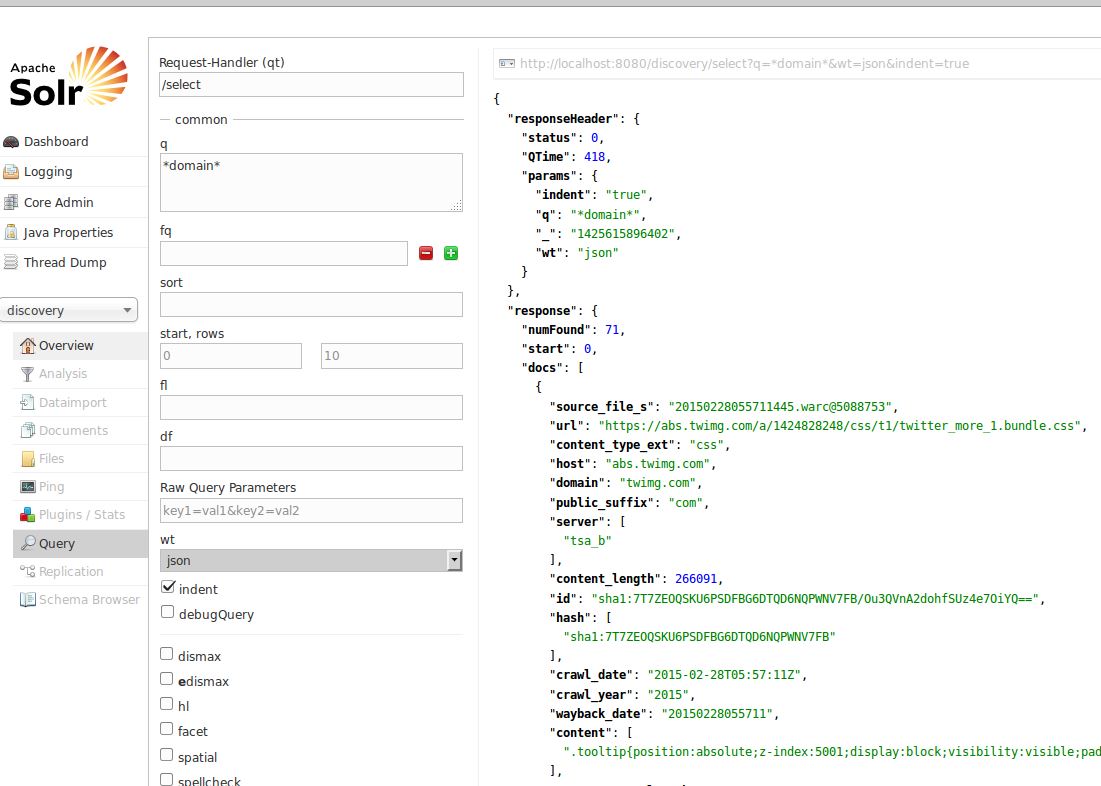 Apache
Solr
Dashboard
Logging
Core Admin
Java Properties
Thread Dump
discovery
Overview
Analysis
Dataimport
Documents
Files
Ping
Plugins / Stats
Query
Replication
Schema Browser
Request-Handler (qt)
/select
common
q
*domain*
fq
sort
start, rows
0 10
fl
df
Raw Query Parameters
key1=val1&key2=val2
wt
json
indent
debugQuery
dismax
edismax
hl
facet
spatial
spellcheck
http://localhost:8080/discovery/select?q=*domain*&wt=json&indent=true
{
"responseHeader": {
"status": 0,
"QTime": 418,
"params": {
"indent": "true",
"q": "*domain*",
"_": "1425615896402",
"wt": "json"
}
},
"response": {
"numFound": 71,
"start": 0,
"docs": [
{
"source_file_s": "20150228055711445.warc@5088753",
"url": "https://abs.twimg.com/a/1424828248/css/t1/twitter_more_1.bundle.css",
"content_type_ext": "css",
"host": "abs.twimg.com",
"domain": "twimg.com",
"public_suffix": "com",
"server": [
"tsa_b"
],
"content_length": 266091,
"id": "sha1:7T7ZEOQSKU6PSDFBG6DTQD6NQPWNV7FB/Ou3QVnA2dohfSUz4e7OiYQ==",
"hash": [
"sha1:7T7ZEOQSKU6PSDFBG6DTQD6NQPWNV7FB"
],
"crawl_date": "2015-02-28T05:57:11Z",
"crawl_year": "2015",
"wayback_date": "20150228055711",
"content": [
".tooltip{position:absolute;z-index:5001;display:block;visibility:visible;pad
],